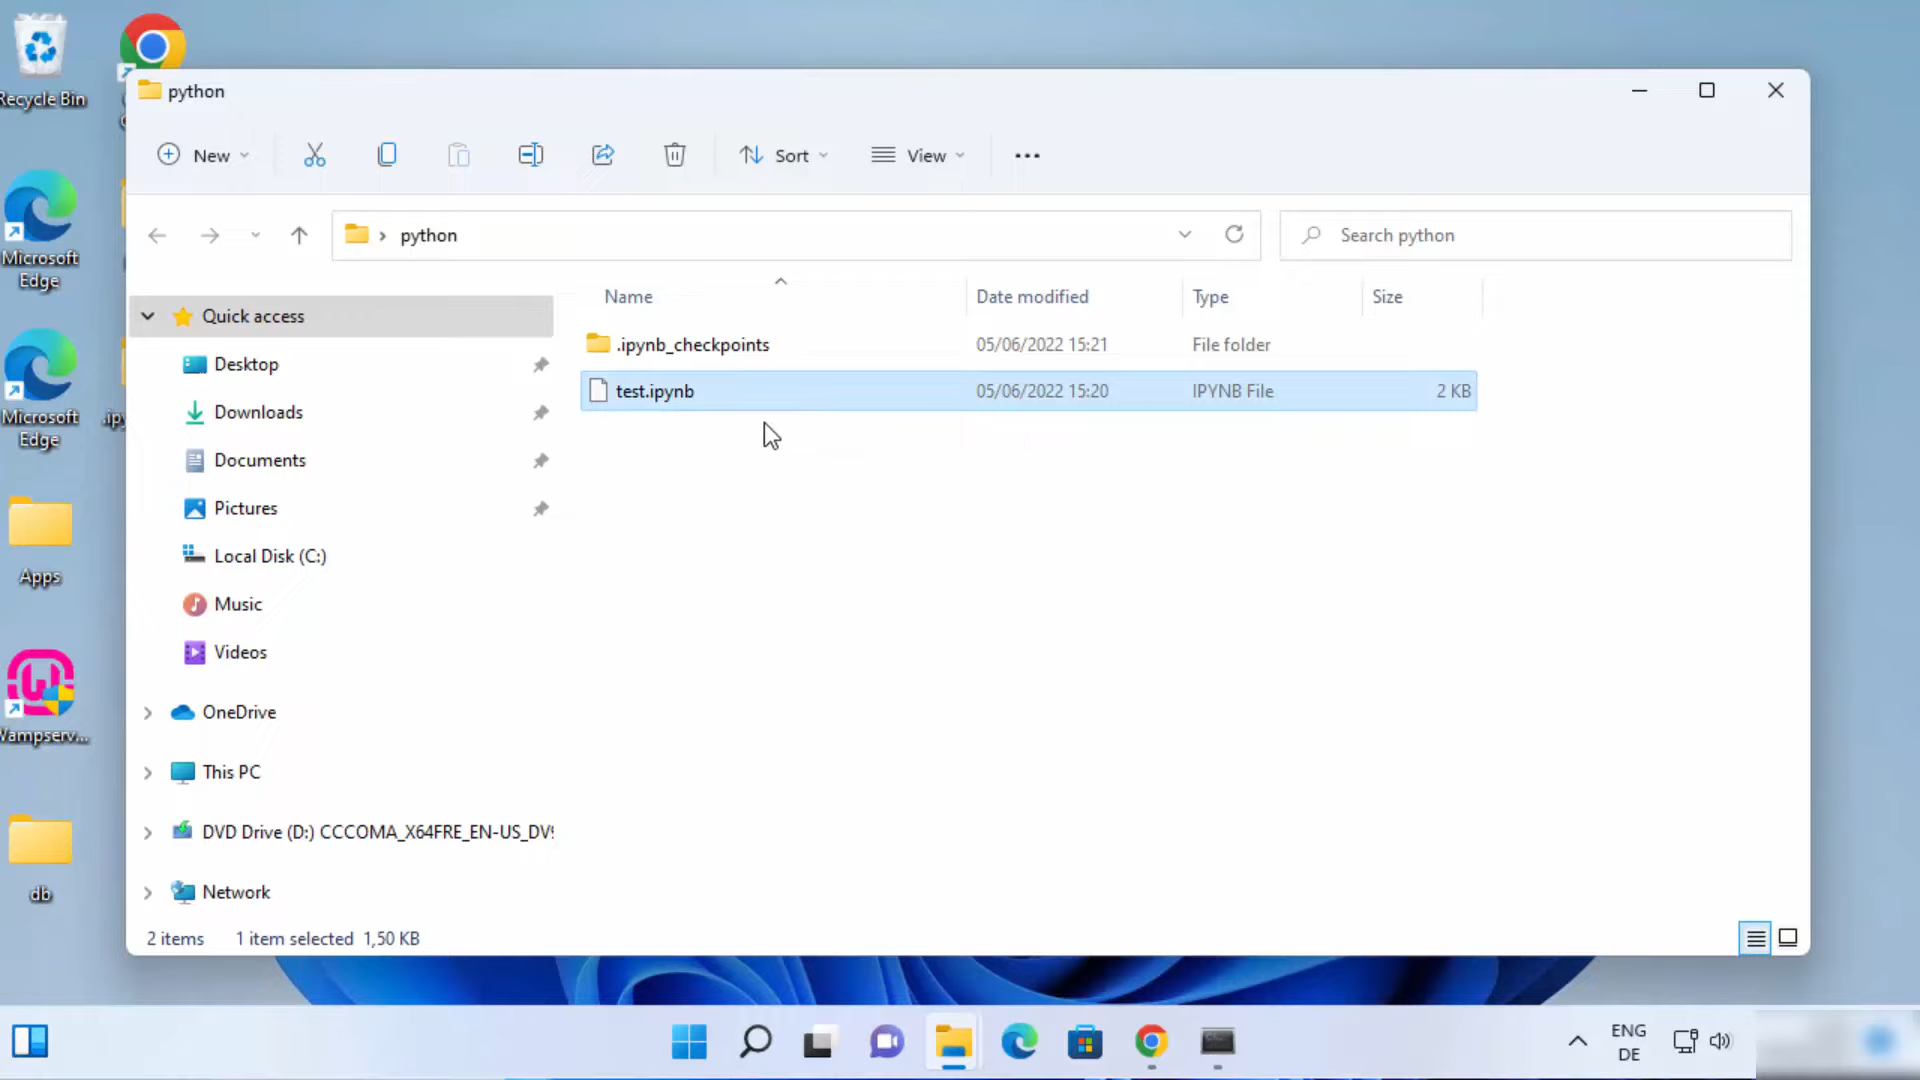 Recycle Bin
python
New
Sort
View
python
Search python
Microsoft
Edge
Name
Date modified
Type
Size
Quick access
.ipynb_checkpoints
05/06/2022 15:21
File folder
Desktop
test.ipynb
05/06/2022 15:20
IPYNB File
2 KB
Downloads
Microsoft
Edge
.ipy
Documents
Pictures
Local Disk (C:)
Apps
Music
Videos
OneDrive
Wampserv...
This PC
DVD Drive (D:) CCCOMA_X64FRE_EN-US_DV9
db
Network
2 items
1 item selected 1,50 KB
ENG
DE